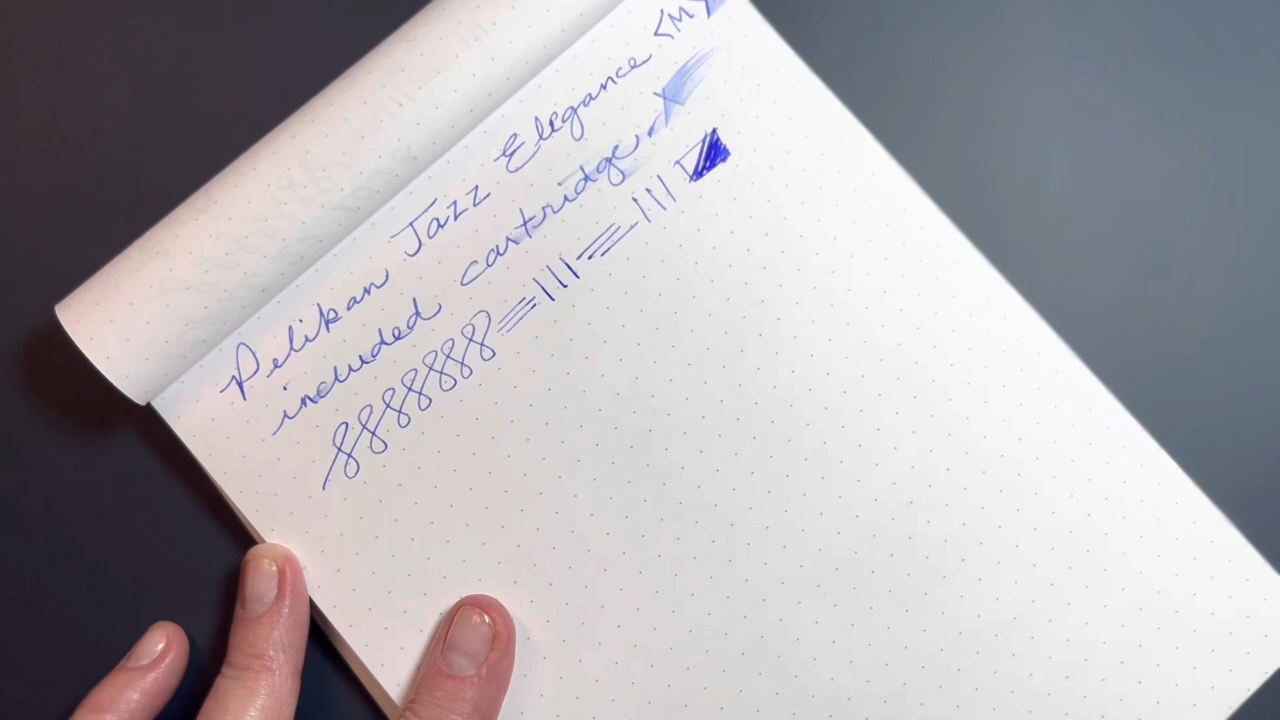 Pelikan Jazz Elegance <M>
included cartridge
8888888 = ||| = |||